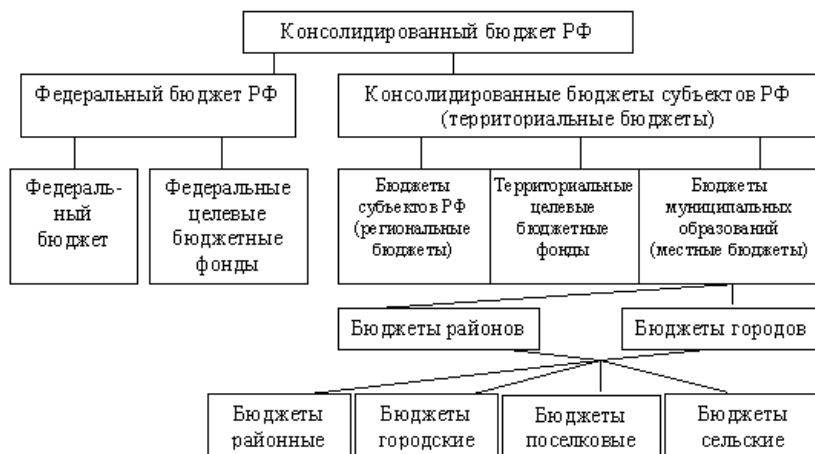 Консолидированный бюджет РФ
Федеральный бюджет РФ
Консолидированные бюджеты субъектов РФ
(территориальные бюджеты)
Федераль-
ный
бюджет
Федеральные
целевые
бюджетные
фонды
Бюджеты
субъектов РФ
(региональные
бюджеты)
Территориальные
целевые
бюджетные
фонды
Бюджеты
муниципальных
образований
(местные бюджеты)
Бюджеты районов
Бюджеты городов
Бюджеты
районные
Бюджеты
городские
Бюджеты
поселковые
Бюджеты
сельские